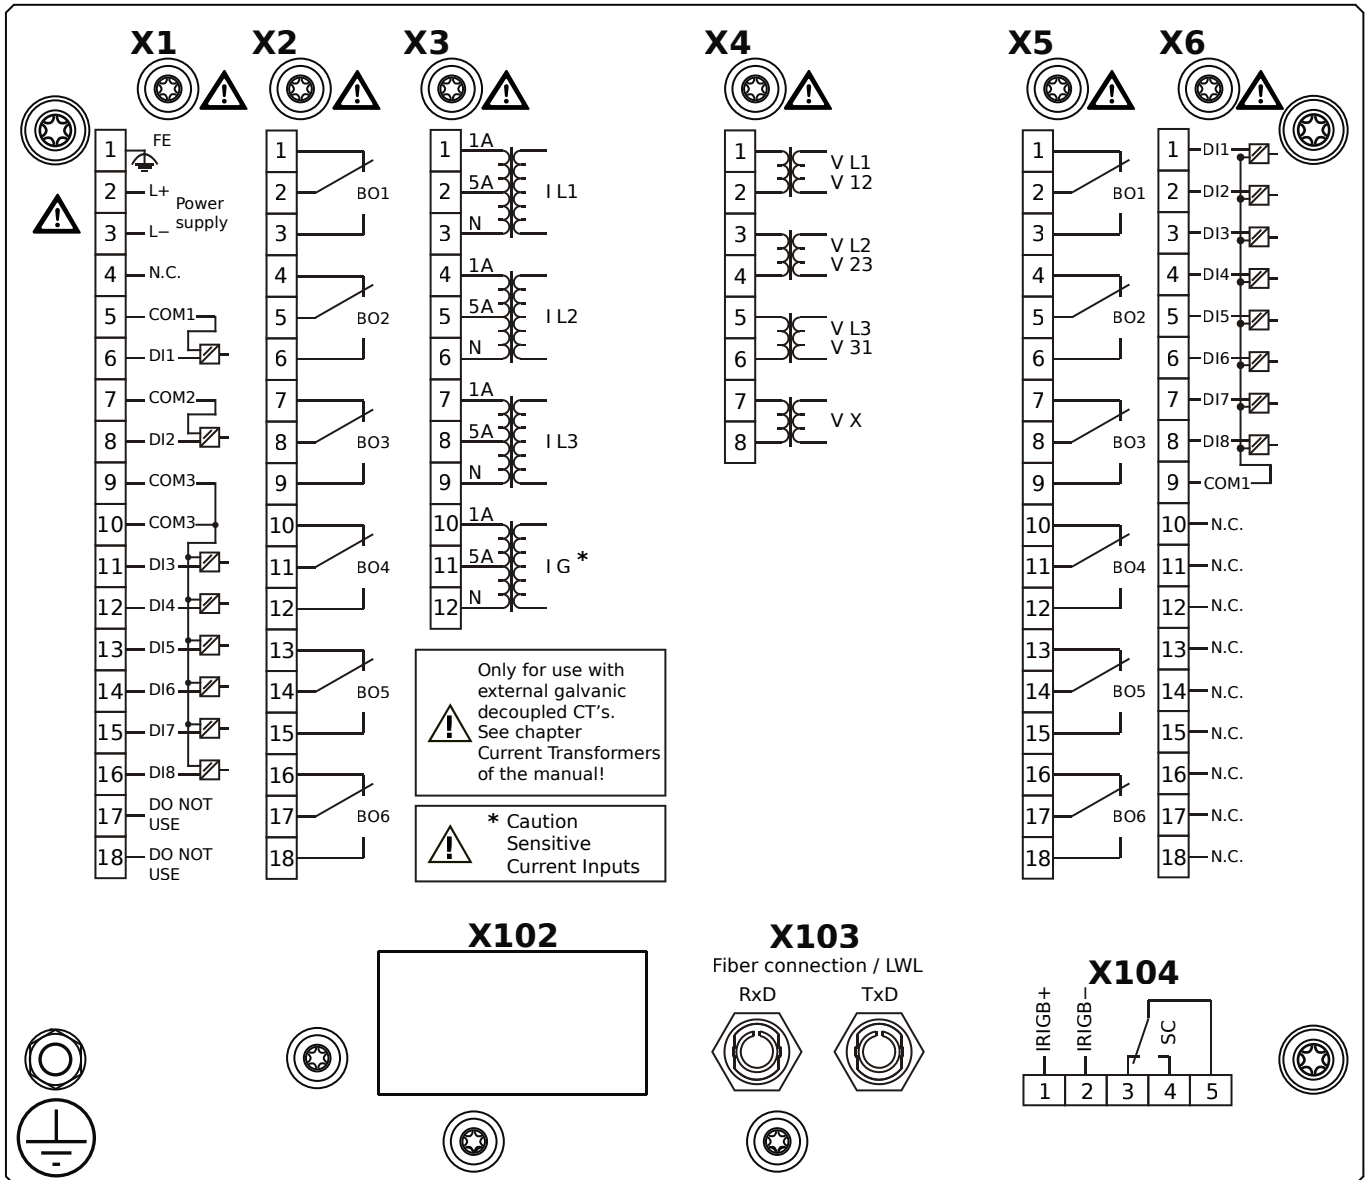 X1
X2
X3
X4
X5
X6
1 FE
2 L+
Power
supply
3 L−
4 N.C.
5 COM1
6 DI1
7 COM2
8 DI2
9 COM3
10 COM3
11 DI3
12 DI4
13 DI5
14 DI6
15 DI7
16 DI8
17 DO NOT
USE
18 DO NOT
USE
1
2 BO1
3
4
5 BO2
6
7
8 BO3
9
10
11 BO4
12
13
14 BO5
15
16
17 BO6
18
1 1A
2 5A I L1
3 N
4 1A
5 5A I L2
6 N
7 1A
8 5A I L3
9 N
10 1A
11 5A I G *
12 N
Only for use with
external galvanic
decoupled CT's.
See chapter
Current Transformers
of the manual!
* Caution
Sensitive
Current Inputs
1 V L1
2 V 12
3 V L2
4 V 23
5 V L3
6 V 31
7 V X
8
1
2 BO1
3
4
5 BO2
6
7
8 BO3
9
10
11 BO4
12
13
14 BO5
15
16
17 BO6
18
1 DI1
2 DI2
3 DI3
4 DI4
5 DI5
6 DI6
7 DI7
8 DI8
9 COM1
10 N.C.
11 N.C.
12 N.C.
13 N.C.
14 N.C.
15 N.C.
16 N.C.
17 N.C.
18 N.C.
X102
X103
Fiber connection / LWL
RxD TxD
X104
IRIGB+
IRIGB−
SC
1 2 3 4 5